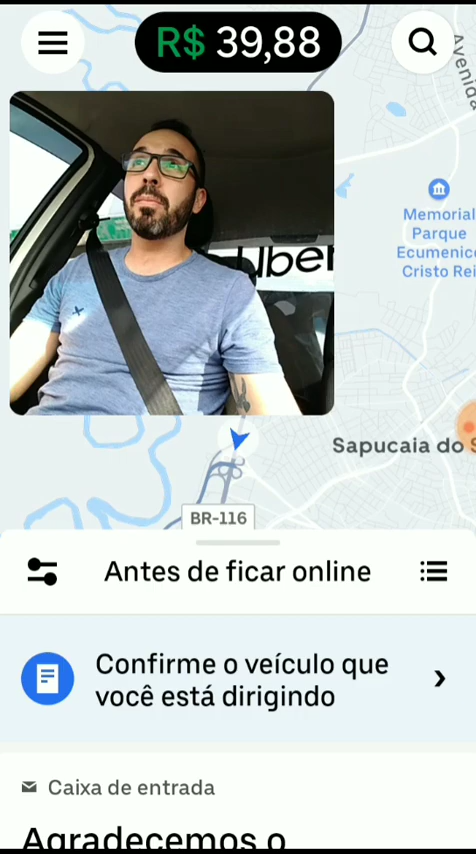 R$ 39,88
Avenida
Memorial
Parque
Ecumenico
Cristo Rei
uber
Sapucaia do S
BR-116
Antes de ficar online
Confirme o veículo que
você está dirigindo
Caixa de entrada
Agradecemos o